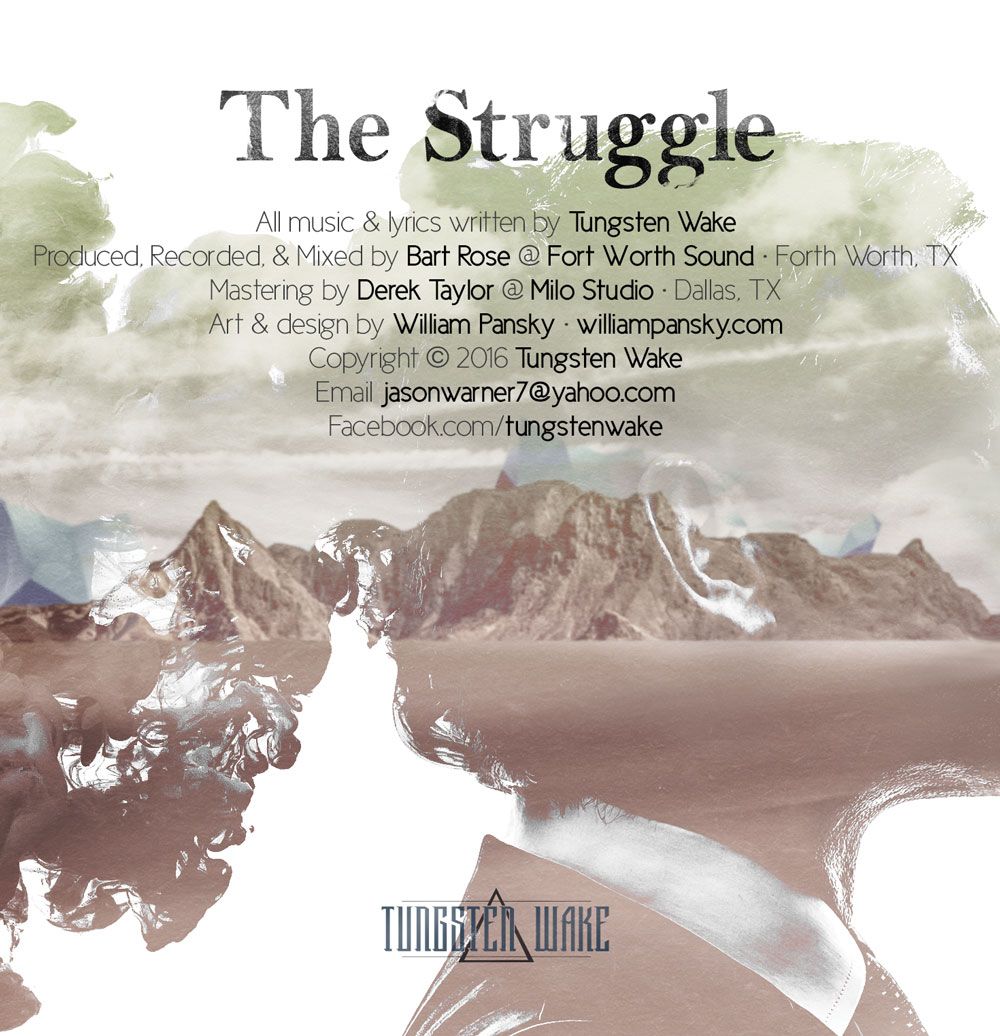 The Struggle
All music & lyrics written by Tungsten Wake
Produced, Recorded, & Mixed by Bart Rose @ Fort Worth Sound · Forth Worth, TX
Mastering by Derek Taylor @ Milo Studio · Dallas, TX
Art & design by William Pansky · williampansky.com
Copyright © 2016 Tungsten Wake
Email jasonwarner7@yahoo.com
Facebook.com/tungstenwake
TUNGSTEN WAKE